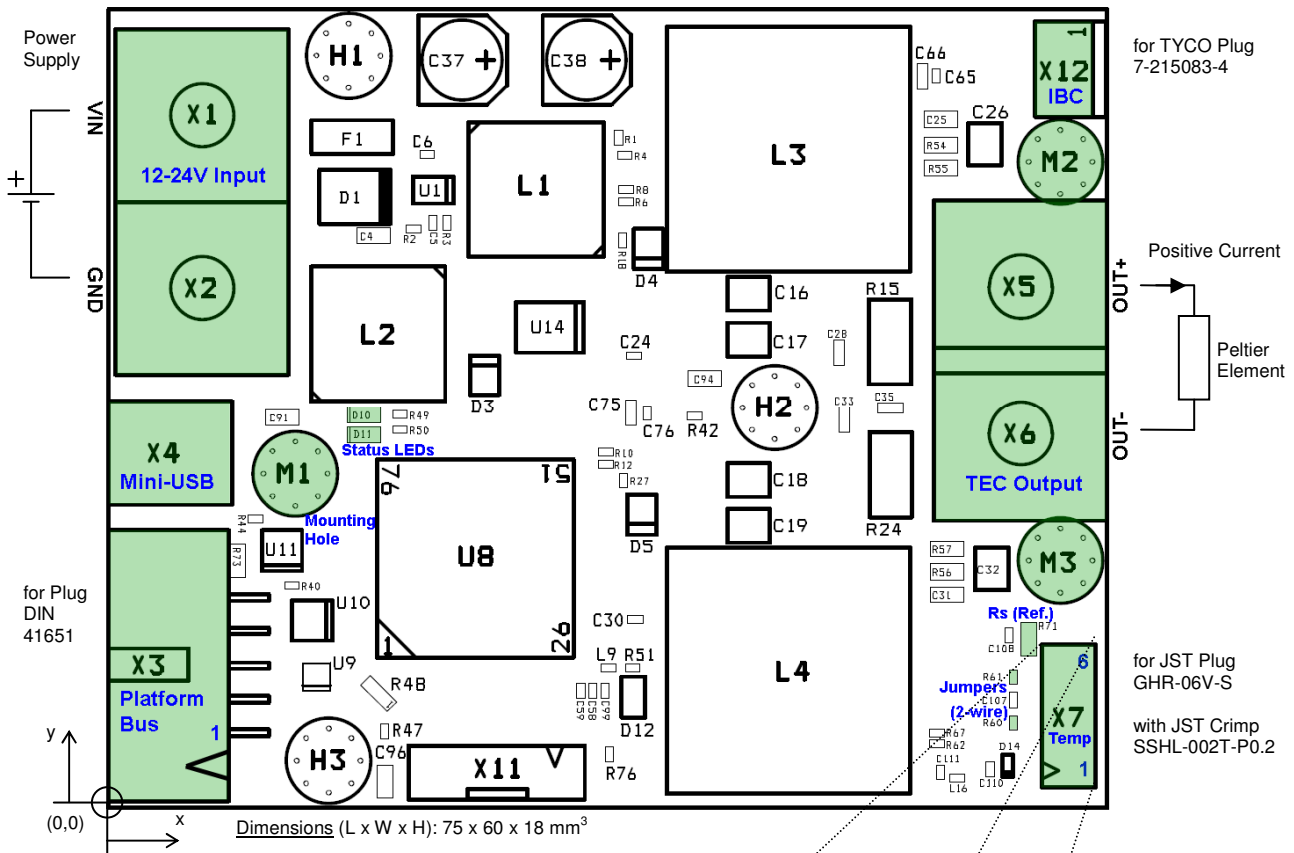 Power
Supply
VIN
+
GND
X1
12-24V Input
X2
H1
C37 +
C38 +
F1
C6
D1
U1
C4
R2
C5
R3
L1
R1
R4
R8
R6
R18
D4
L3
C66
C65
C25
R54
R55
C26
1
X12
IBC
for TYCO Plug
7-215083-4
M2
X5
OUT+
Positive Current
Peltier
Element
OUT-
X6
TEC Output
L2
U14
D3
C24
C16
C17
R15
C28
C94
C75
C76
R42
H2
C33
C35
C91
D10
R49
D11
R50
Status LEDs
X4
Mini-USB
M1
Mounting
Hole
R44
R73
U11
R40
U10
U9
76
51
U8
1
26
R10
R12
R27
D5
C18
C19
R24
R57
R56
C31
C32
M3
for Plug
DIN
41651
X3
Platform
Bus
1
R48
R47
C96
H3
X11
C30
L9
R51
C59
C58
C99
D12
R76
L4
Rs (Ref.)
R71
C108
R61
C107
Jumpers
(2-wire)
R60
R67
R62
C111
L16
C110
D14
6
X7
Temp
1
for JST Plug
GHR-06V-S
with JST Crimp
SSHL-002T-P0.2
y
(0,0)
x
Dimensions (L x W x H): 75 x 60 x 18 mm³